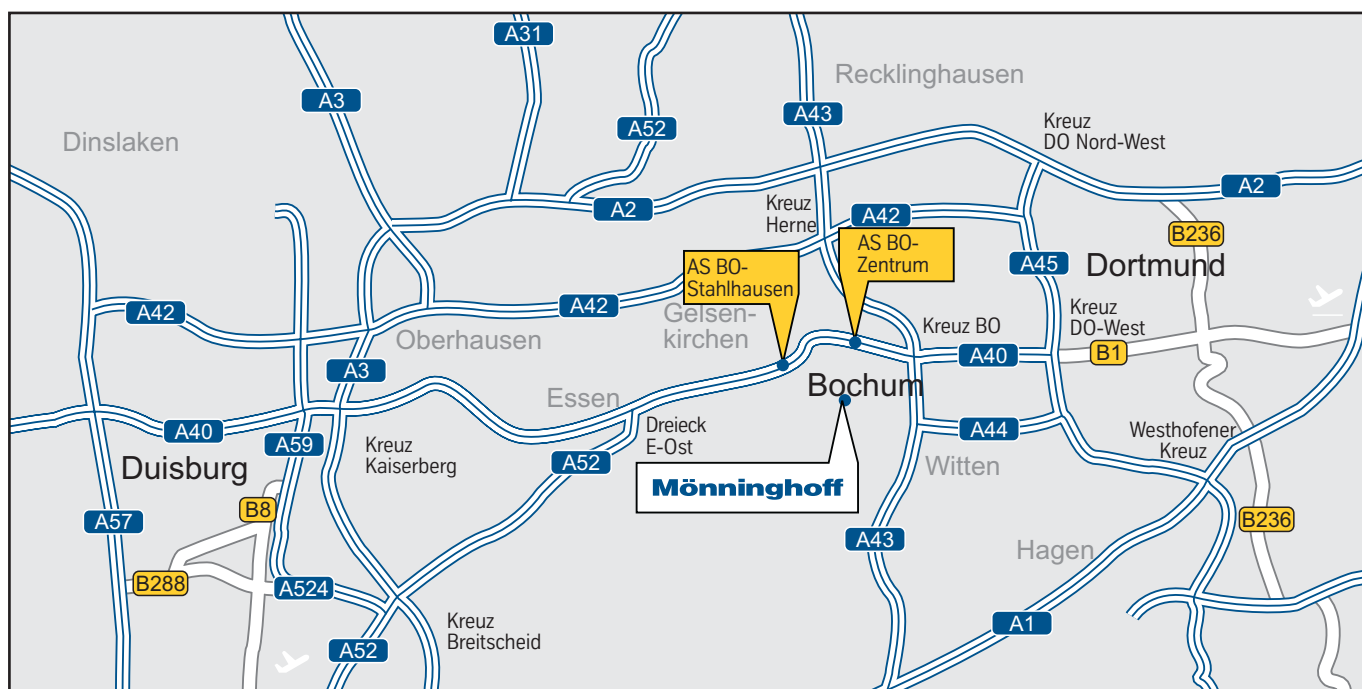 A31
Recklinghausen
A3
A43
A52
Kreuz
DO Nord-West
Dinslaken
A2
A2
Kreuz
Herne
A42
B236
AS BO-
Zentrum
AS BO-
Stahlhausen
A45
Dortmund
A42
A42
Gelsen-
kirchen
Oberhausen
Kreuz BO
Kreuz
DO-West
A40
B1
A3
Bochum
Essen
A40
A59
Dreieck
E-Ost
A44
Westhofener
Kreuz
Kreuz
Kaiserberg
A52
Witten
Duisburg
Mönninghoff
B8
A57
B236
A43
Hagen
B288
A524
Kreuz
Breitscheid
A1
A52